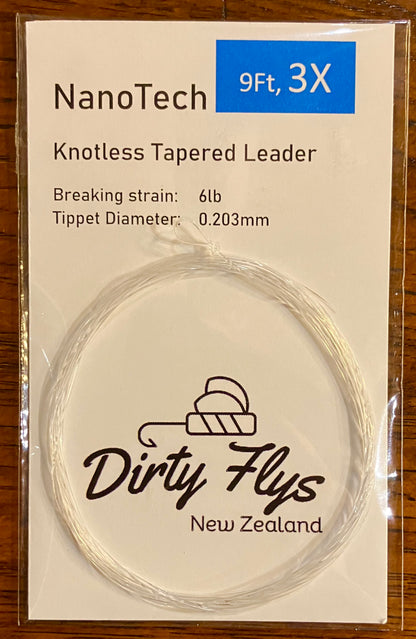 9Ft, 3X
NanoTech
Knotless Tapered Leader
Breaking strain: 6lb
Tippet Diameter: 0.203mm
Dirty Flys
New Zealand